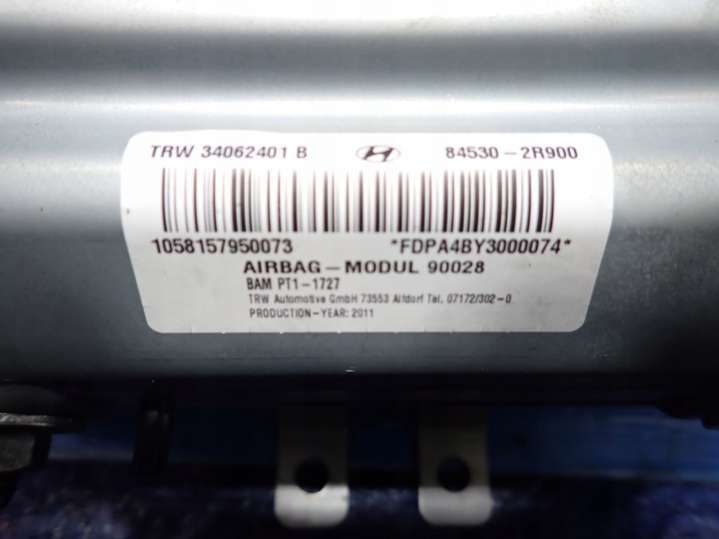 TRW 34062401 B 84530-2R900
1058157950073 *FDPA4BY3000074*
AIRBAG-MODUL 90028
BAM PT1-1727
TRW Automotive GmbH 73553 Alfdorf Tel. 07172/302-0
PRODUCTION-YEAR: 2011